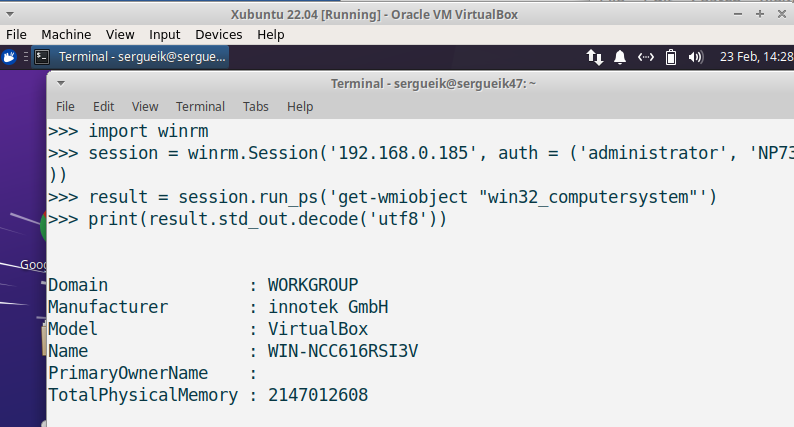 Xubuntu 22.04 [Running] - Oracle VM VirtualBox
File Machine View Input Devices Help
Terminal - sergueik@sergue... 23 Feb, 14:28
Terminal - sergueik@sergueik47: ~
File Edit View Terminal Tabs Help
>>> import winrm
>>> session = winrm.Session('192.168.0.185', auth = ('administrator', 'NP73
))
>>> result = session.run_ps('get-wmiobject "win32_computersystem"')
>>> print(result.std_out.decode('utf8'))
Goog
Domain : WORKGROUP
Manufacturer : innotek GmbH
Model : VirtualBox
Name : WIN-NCC616RSI3V
PrimaryOwnerName :
TotalPhysicalMemory : 2147012608